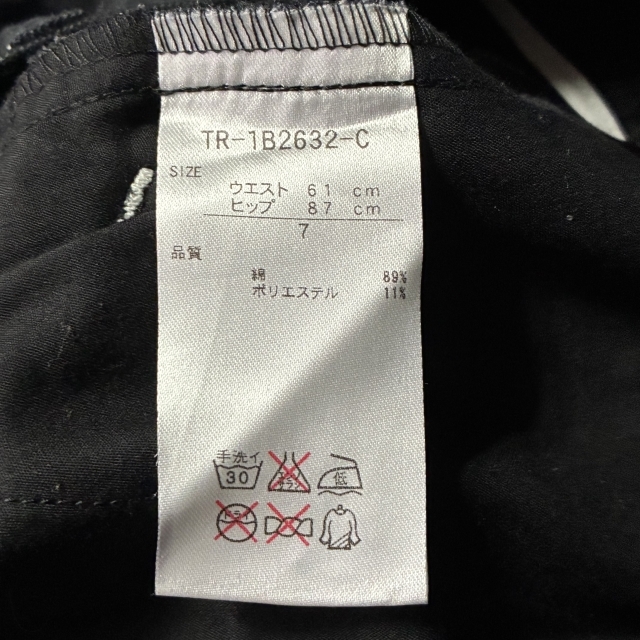 TR-1B2632-C
SIZE
ウエスト 61 cm
ヒップ 87 cm
7
品質
綿 89%
ポリエステル 11%
手洗イ
30
低